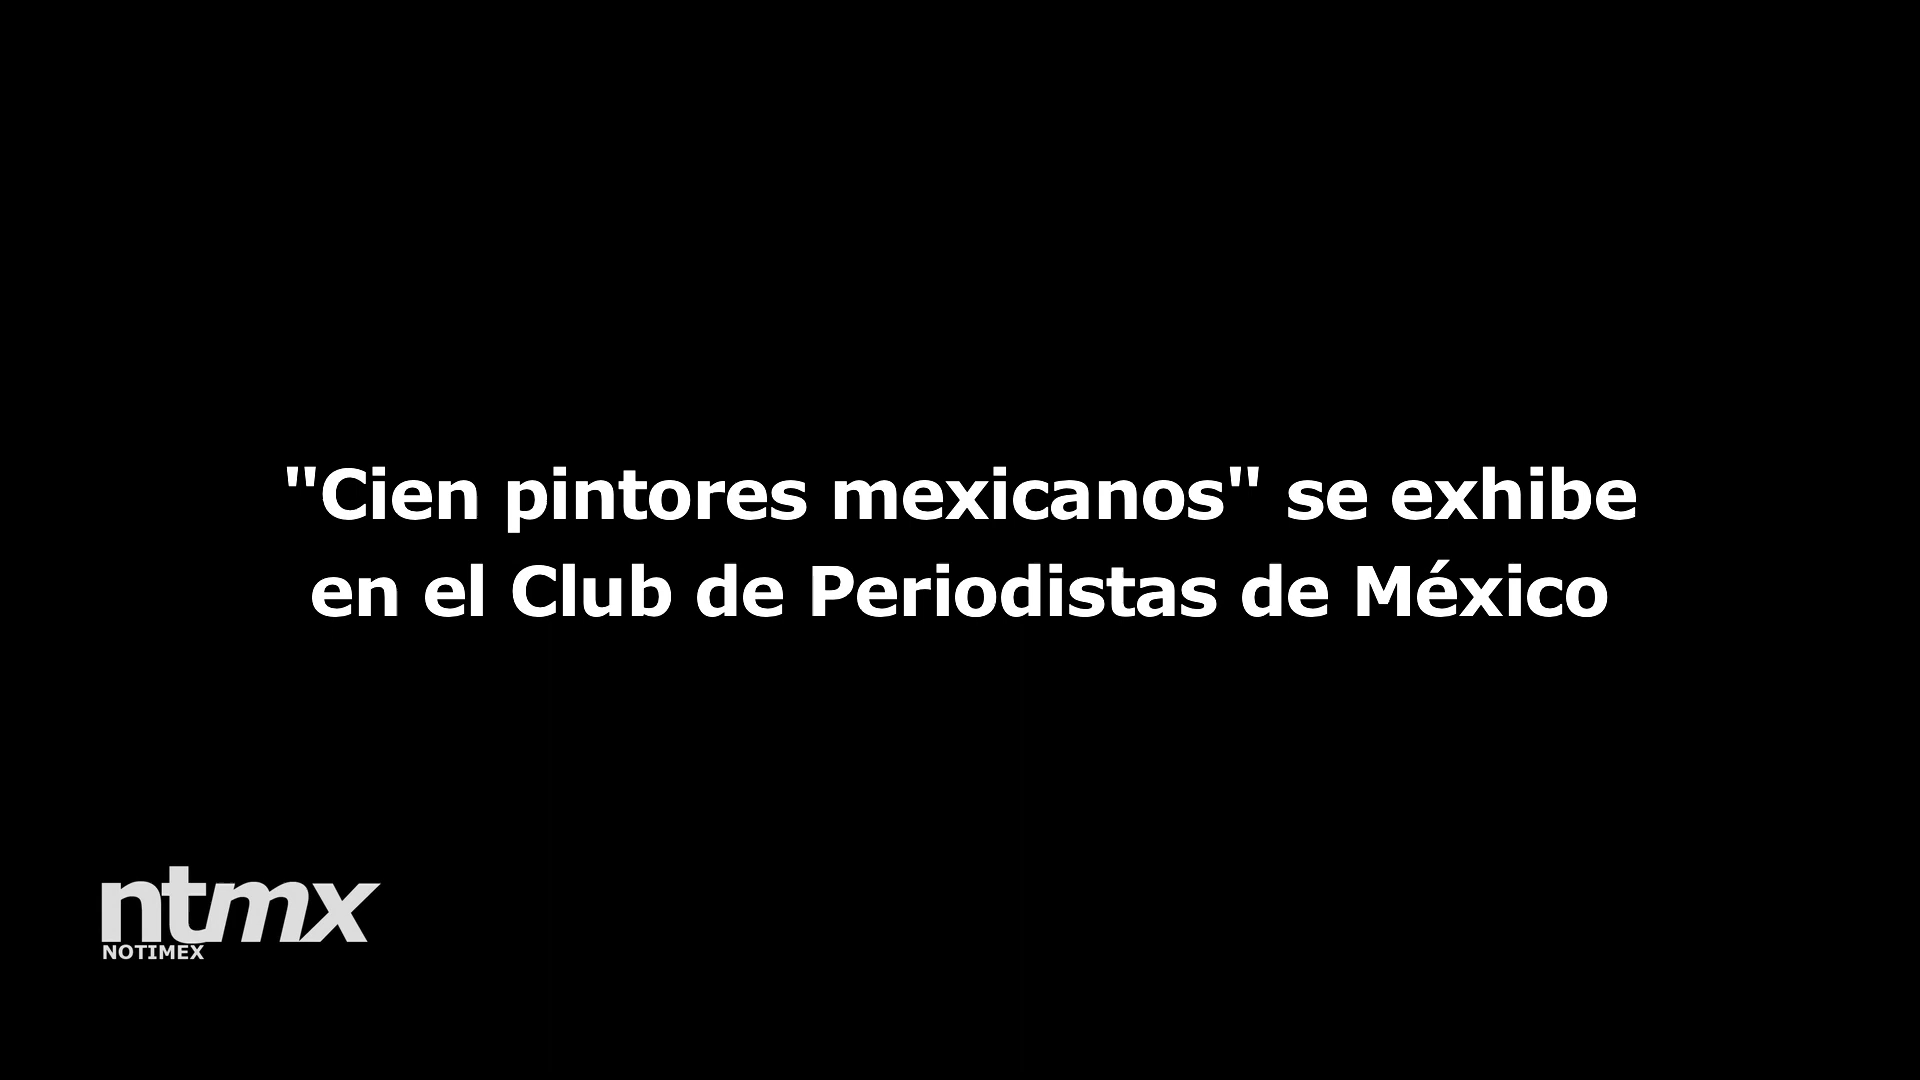 "Cien pintores mexicanos" se exhibe
en el Club de Periodistas de México
ntmx
NOTIMEX